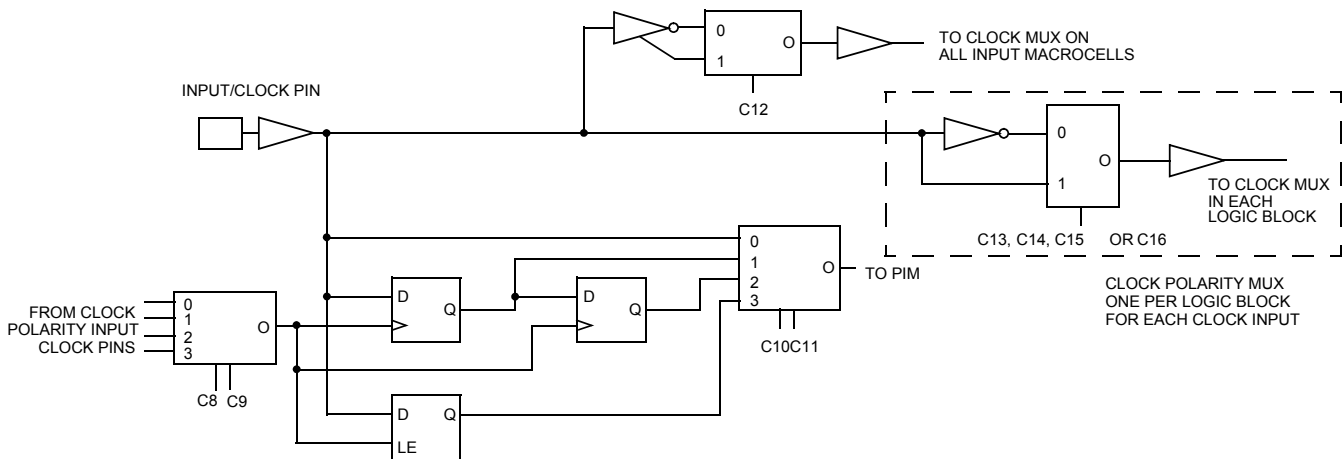 0
O
1
TO CLOCK MUX ON
ALL INPUT MACROCELLS
C12
INPUT/CLOCK PIN
0
O
1
TO CLOCK MUX
IN EACH
LOGIC BLOCK
C13, C14, C15 OR C16
0
1
2
3
O
TO PIM
C10C11
CLOCK POLARITY MUX
ONE PER LOGIC BLOCK
FOR EACH CLOCK INPUT
D
Q
D
Q
FROM CLOCK
POLARITY INPUT
CLOCK PINS
0
1
2
3
O
C8
C9
D
Q
LE